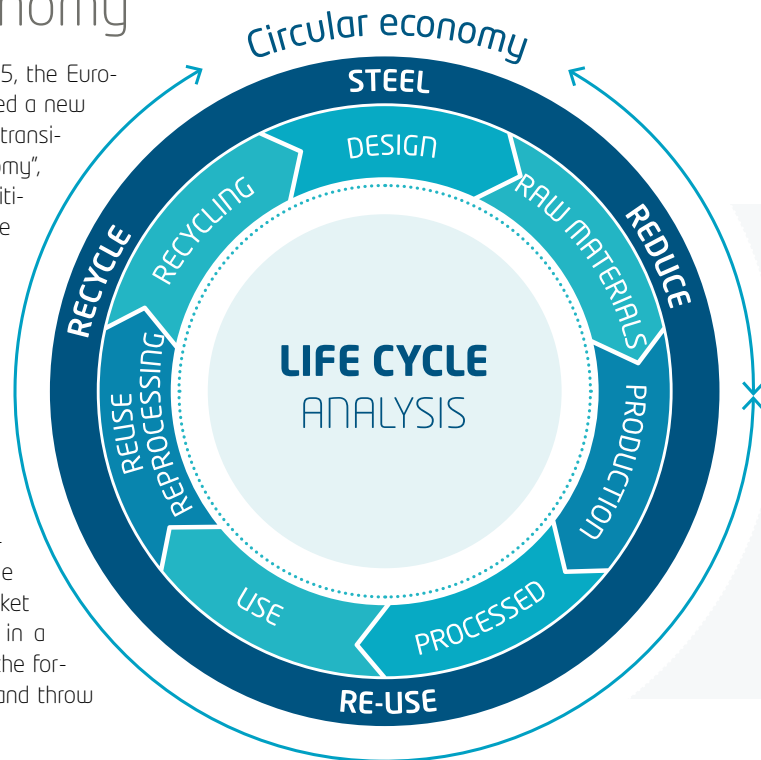 nomy
5, the Euro-
ed a new
transi-
omy",
iti-
e
e
ket
in a
the for-
and throw
Circular economy
STEEL
REDUCE
RE-USE
RECYCLE
DESIGN
RAW MATERIALS
PRODUCTION
PROCESSED
USE
REUSE
REPROCESSING
RECYCLING
LIFE CYCLE
ANALYSIS